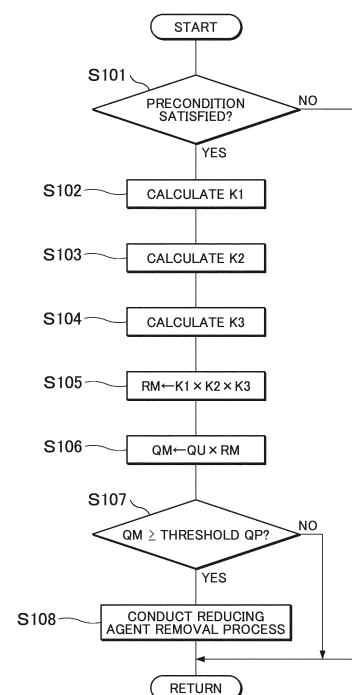 START
S101
PRECONDITION
SATISFIED?
NO
YES
S102
CALCULATE K1
S103
CALCULATE K2
S104
CALCULATE K3
S105
RM←K1×K2×K3
S106
QM←QU×RM
S107
QM ≥ THRESHOLD QP?
NO
YES
S108
CONDUCT REDUCING
AGENT REMOVAL PROCESS
RETURN